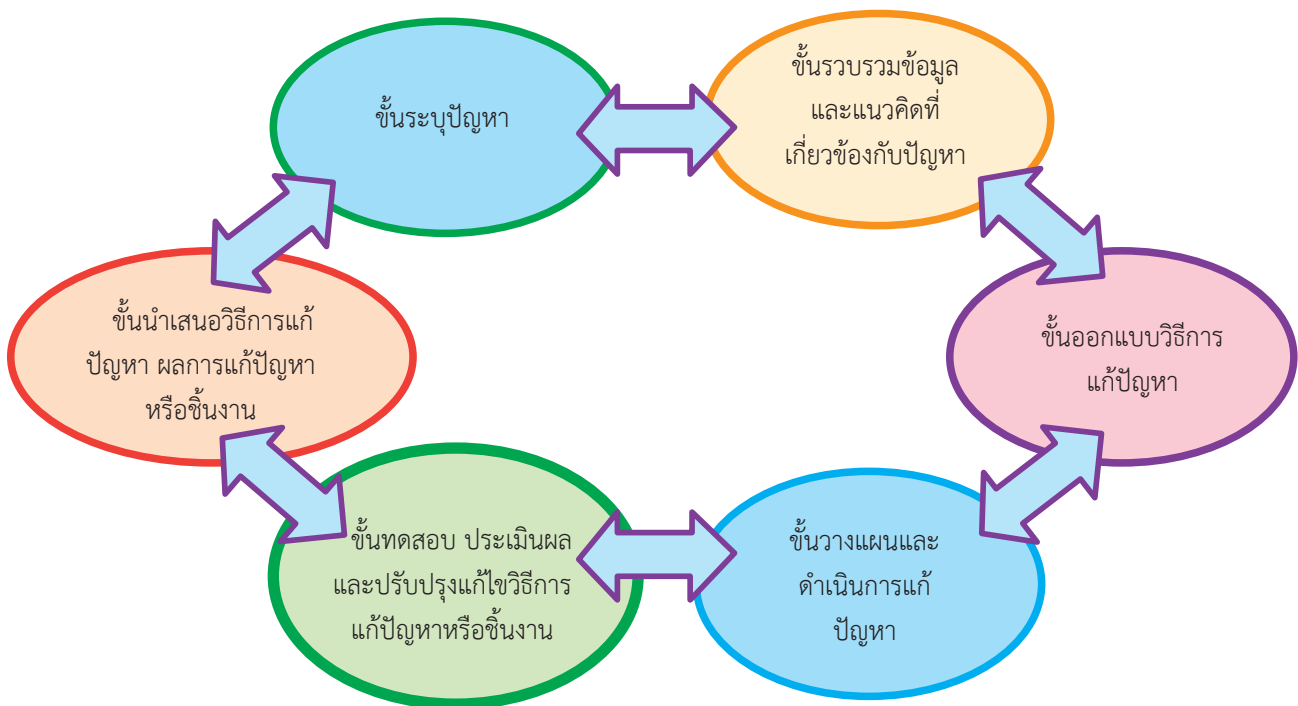 ขั้นระบุปัญหา
ขั้นรวบรวมข้อมูล
และแนวคิดที่
เกี่ยวข้องกับปัญหา
ขั้นออกแบบวิธีการ
แก้ปัญหา
ขั้นวางแผนและ
ดำเนินการแก้
ปัญหา
ขั้นทดสอบ ประเมินผล
และปรับปรุงแก้ไขวิธีการ
แก้ปัญหาหรือชิ้นงาน
ขั้นนำเสนอวิธีการแก้
ปัญหา ผลการแก้ปัญหา
หรือชิ้นงาน